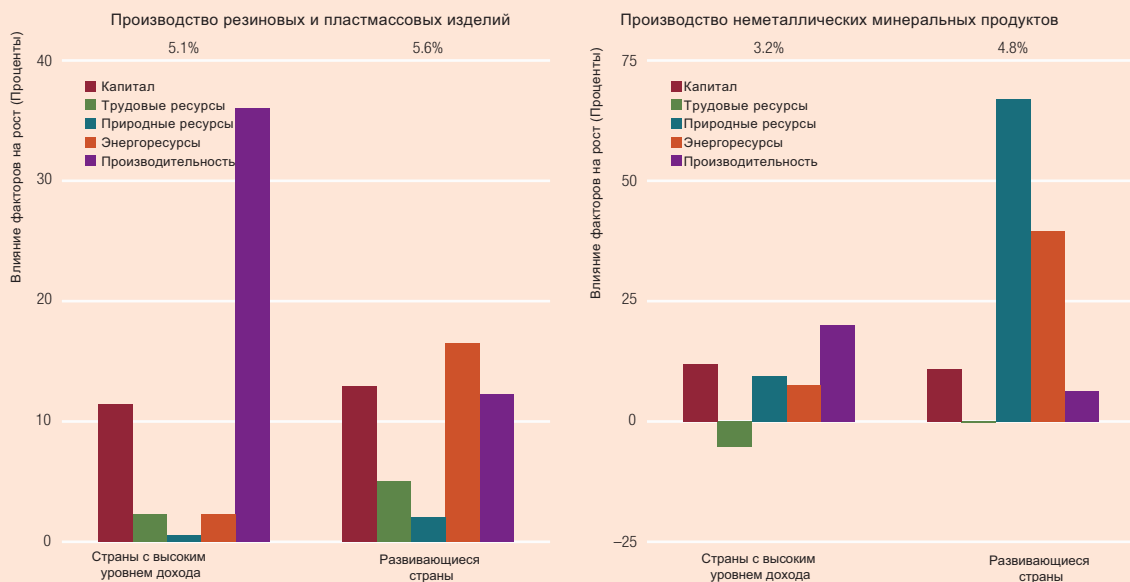 Производство резиновых и пластмассовых изделий
5.1% 5.6%
Влияние факторов на рост (Проценты)
40
30
20
10
0
Капитал
Трудовые ресурсы
Природные ресурсы
Энергоресурсы
Производительность
Страны с высоким
уровнем дохода
Развивающиеся
страны
Производство неметаллических минеральных продуктов
3.2% 4.8%
Влияние факторов на рост (Проценты)
75
50
25
0
–25
Капитал
Трудовые ресурсы
Природные ресурсы
Энергоресурсы
Производительность
Страны с высоким
уровнем дохода
Развивающиеся
страны